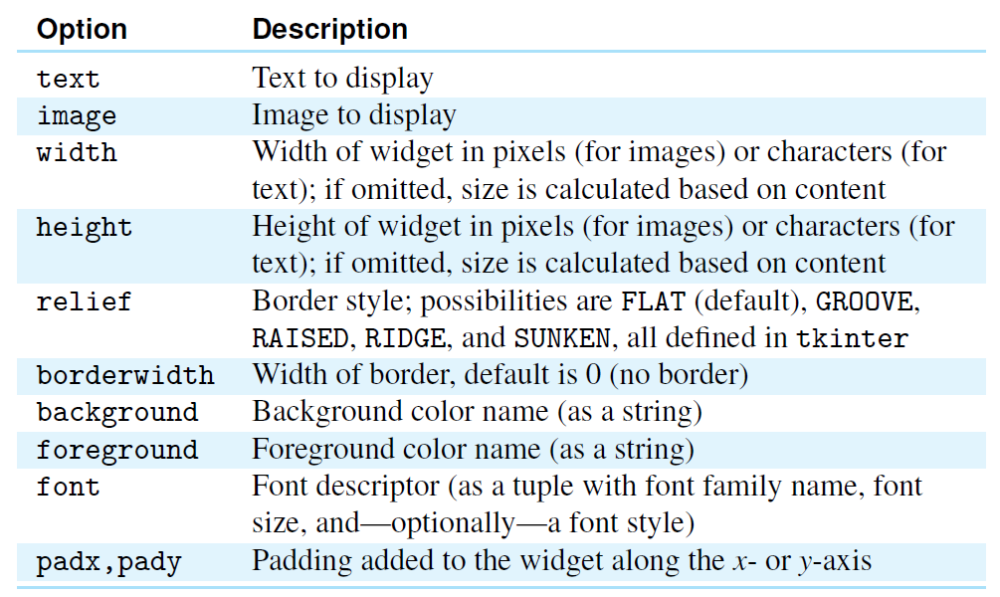 Option Description
text Text to display
image Image to display
width Width of widget in pixels (for images) or characters (for
text); if omitted, size is calculated based on content
height Height of widget in pixels (for images) or characters (for
text); if omitted, size is calculated based on content
relief Border style; possibilities are FLAT (default), GROOVE,
RAISED, RIDGE, and SUNKEN, all defined in tkinter
borderwidth Width of border, default is 0 (no border)
background Background color name (as a string)
foreground Foreground color name (as a string)
font Font descriptor (as a tuple with font family name, font
size, and—optionally—a font style)
padx,pady Padding added to the widget along the x- or y-axis